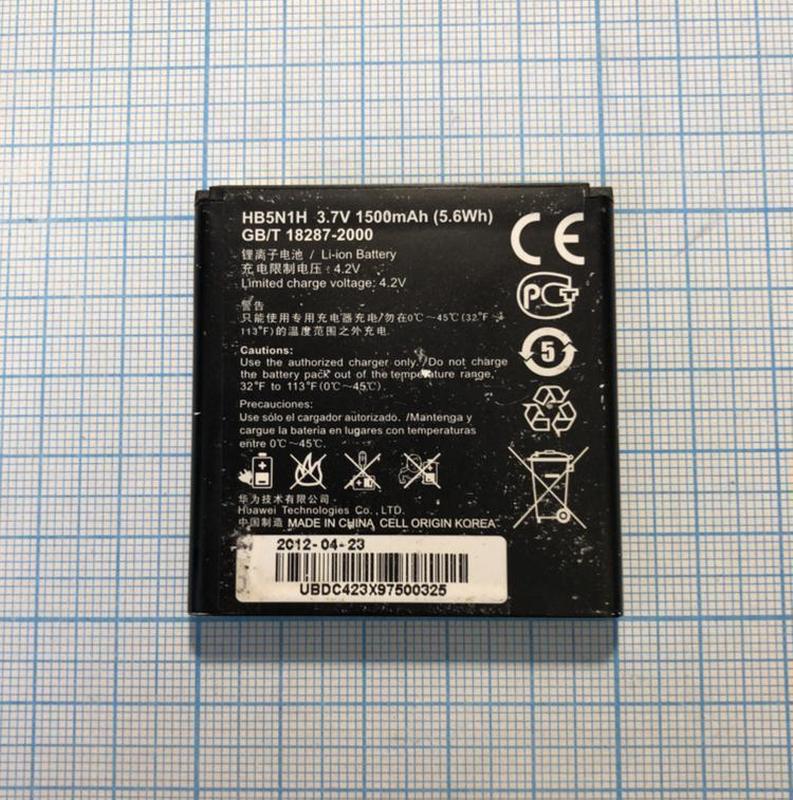 HB5N1H 3.7V 1500mAh (5.6Wh)
GB/T 18287-2000
锂离子电池 / Li-ion Battery
充电限制电压: 4.2V
Limited charge voltage: 4.2V
警告
只能使用专用充电器充电/勿在0℃~45℃(32°F ~
113°F)的温度范围之外充电.
Cautions:
Use the authorized charger only. /Do not charge
the battery pack out of the temperature range,
32°F to 113°F(0℃~45℃).
Precauciones:
Use sólo el cargador autorizado. /Mantenga y
cargue la batería en lugares con temperaturas
entre 0℃~45℃.
华为技术有限公司
Huawei Technologies Co., LTD.
中国制造 MADE IN CHINA, CELL ORIGIN KOREA
2012-04-23
UBDC423X97500325
CE
PCT
5